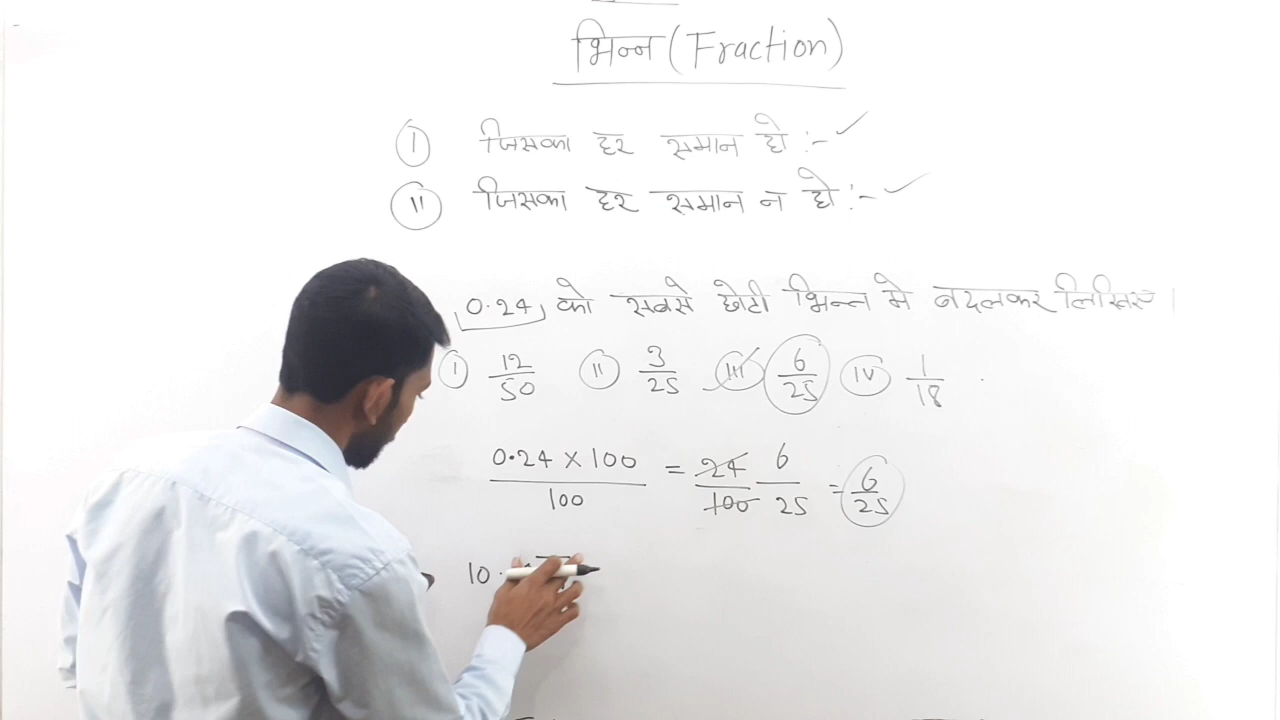 भिन्न (Fraction)
I जिसका हर समान हो :- ✓
II जिसका हर समान न हो :- ✓
0.24 को सबसे छोटी भिन्न मे बदलकर लिखिए।
I 12/50 II 3/25 III 6/25 IV 1/18
0.24 × 100 / 100 = 24/100 6/25 = 6/25
10.